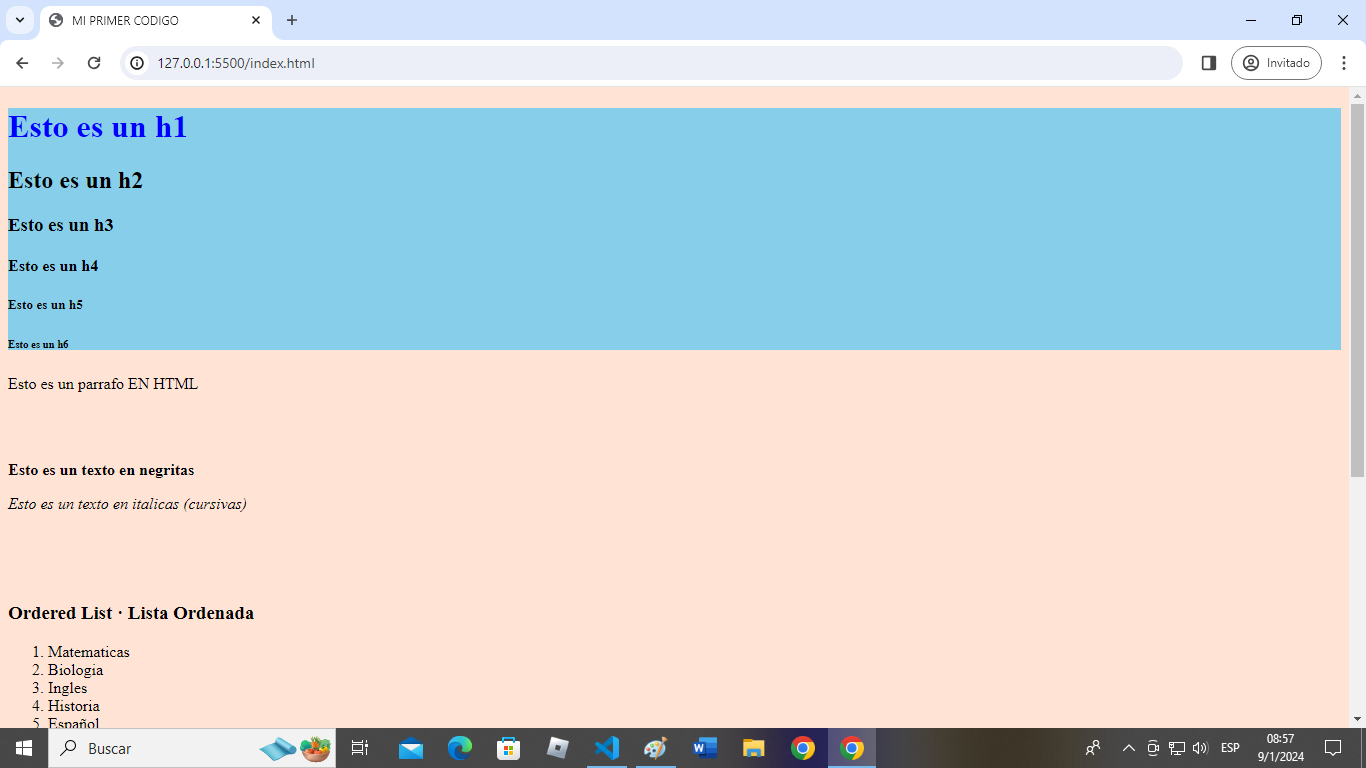 MI PRIMER CODIGO
127.0.0.1:5500/index.html
Invitado
Esto es un h1
Esto es un h2
Esto es un h3
Esto es un h4
Esto es un h5
Esto es un h6
Esto es un parrafo EN HTML
Esto es un texto en negritas
Esto es un texto en italicas (cursivas)
Ordered List · Lista Ordenada
1. Matematicas
2. Biologia
3. Ingles
4. Historia
5. Español
Buscar
ESP
08:57
9/1/2024